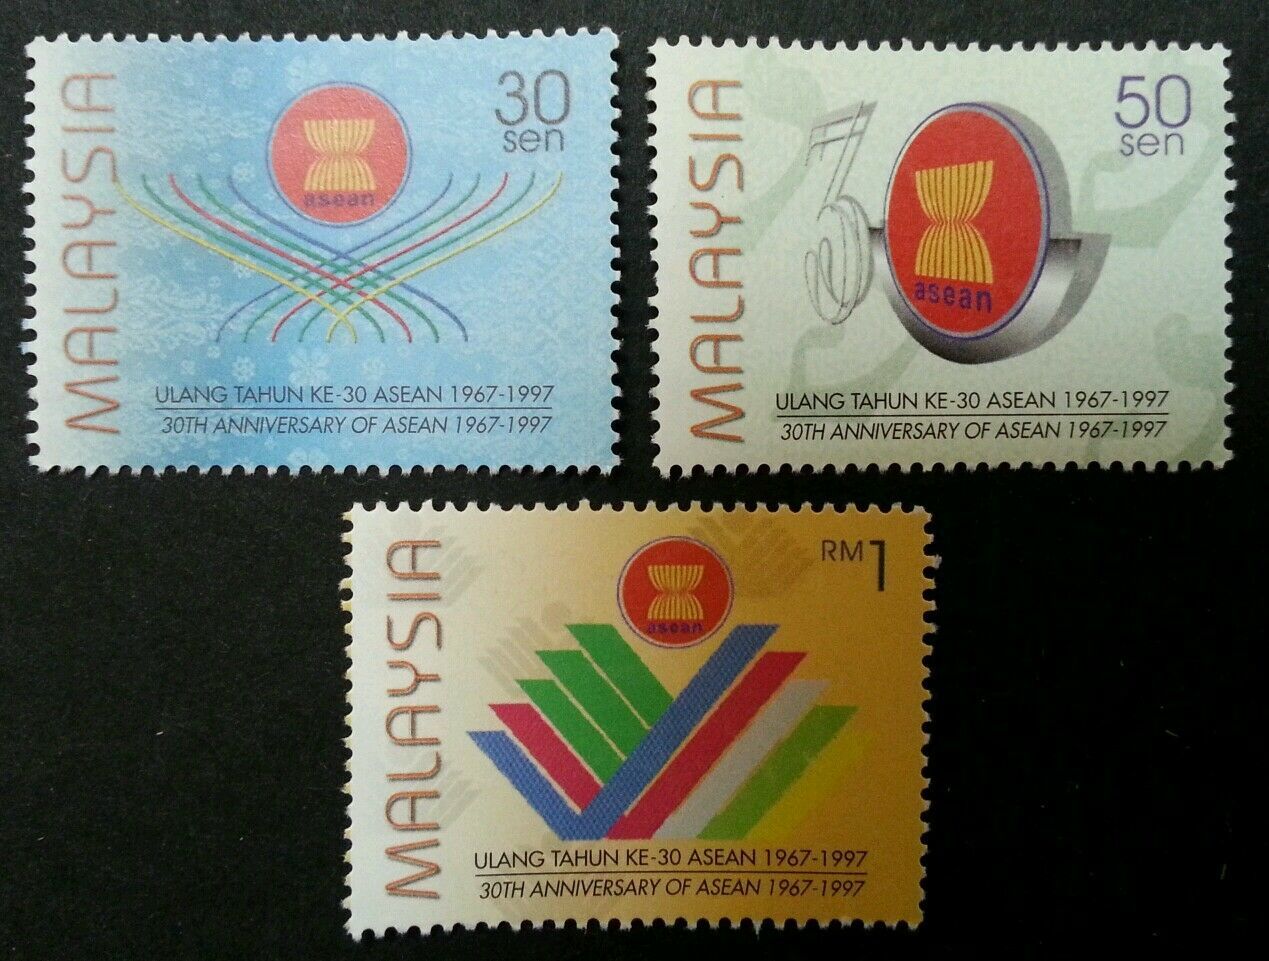 MALAYSIA
30
sen
asean
ULANG TAHUN KE-30 ASEAN 1967-1997
30TH ANNIVERSARY OF ASEAN 1967-1997
MALAYSIA
50
sen
asean
ULANG TAHUN KE-30 ASEAN 1967-1997
30TH ANNIVERSARY OF ASEAN 1967-1997
MALAYSIA
RM1
asean
ULANG TAHUN KE-30 ASEAN 1967-1997
30TH ANNIVERSARY OF ASEAN 1967-1997